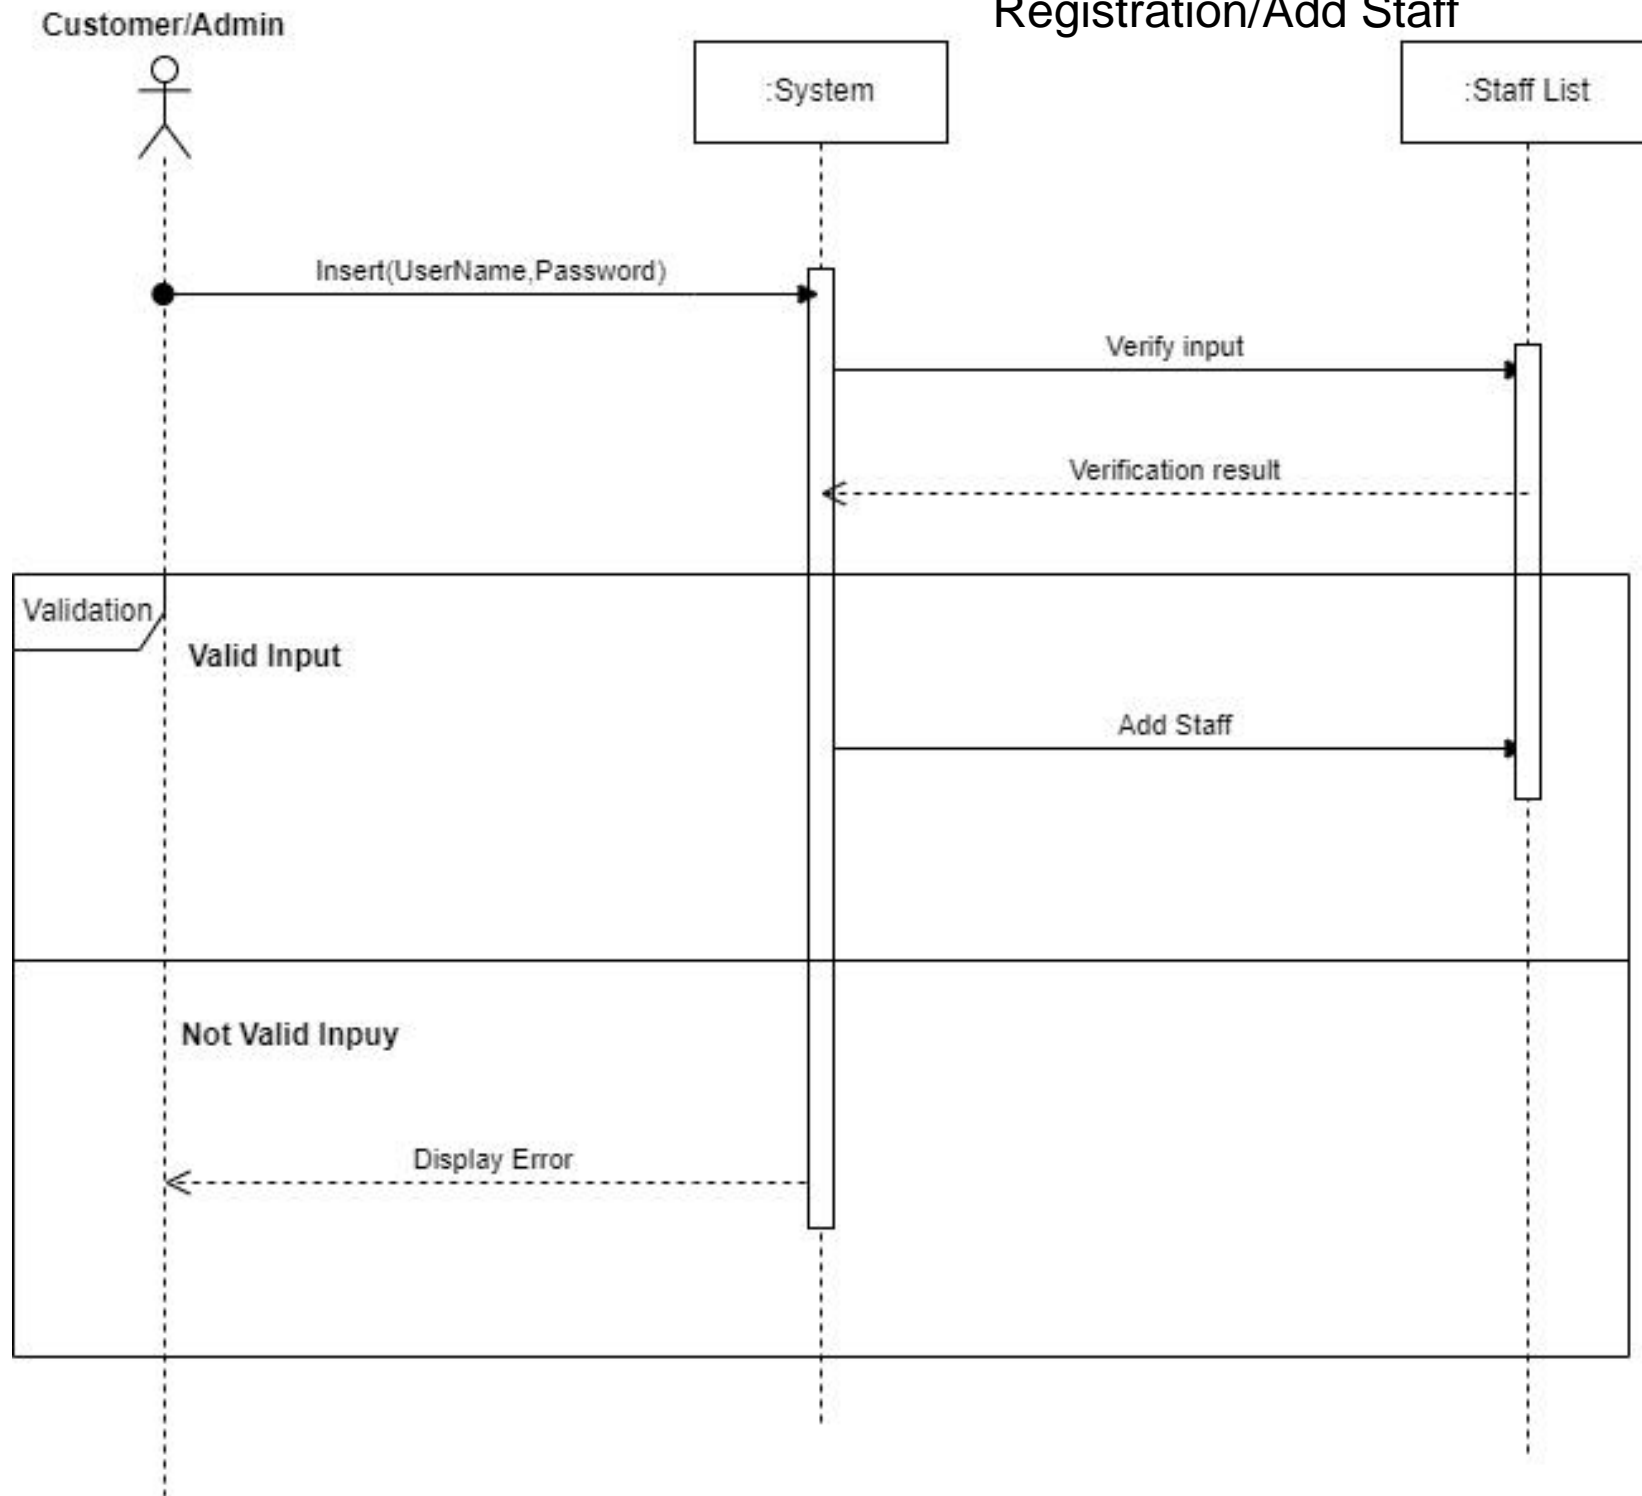 Registration/Add Staff
Customer/Admin
:System
:Staff List
Insert(UserName,Password)
Verify input
Verification result
Validation
Valid Input
Add Staff
Not Valid Inpuy
Display Error